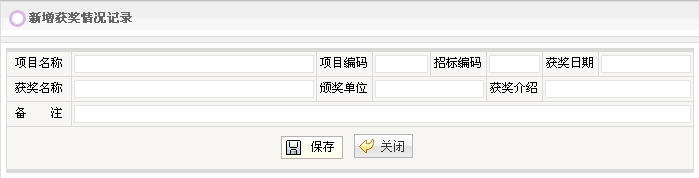 新增获奖情况记录
项目名称 项目编码 招标编码 获奖日期
获奖名称 颁奖单位 获奖介绍
备 注
保存 关闭